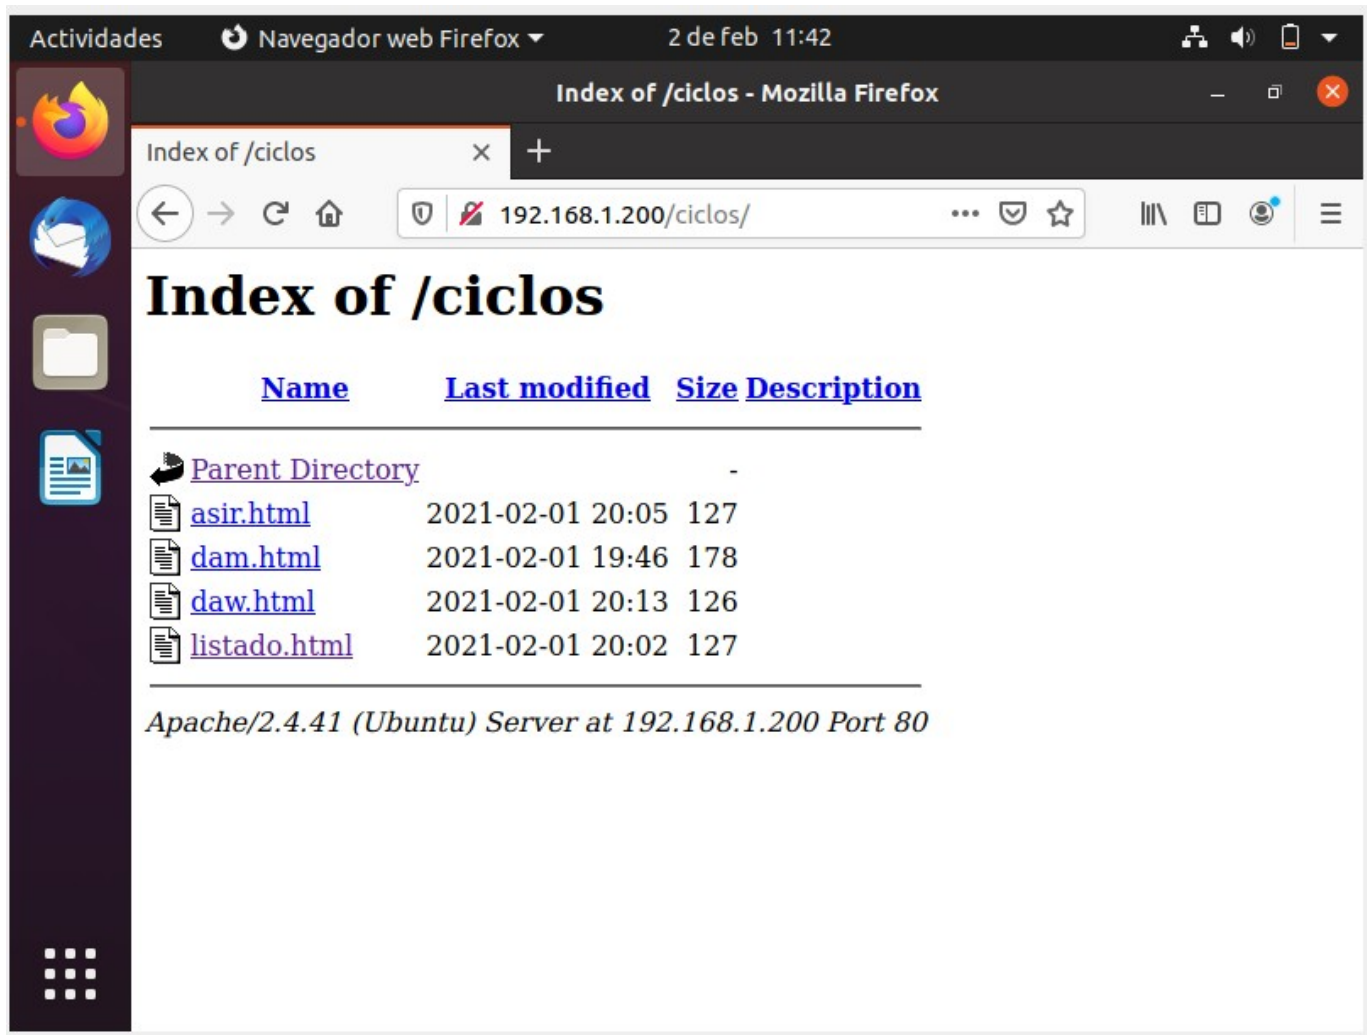 Actividades Navegador web Firefox 2 de feb 11:42
Index of /ciclos - Mozilla Firefox
Index of /ciclos
192.168.1.200/ciclos/
Index of /ciclos
Name Last modified Size Description
Parent Directory -
asir.html 2021-02-01 20:05 127
dam.html 2021-02-01 19:46 178
daw.html 2021-02-01 20:13 126
listado.html 2021-02-01 20:02 127
Apache/2.4.41 (Ubuntu) Server at 192.168.1.200 Port 80